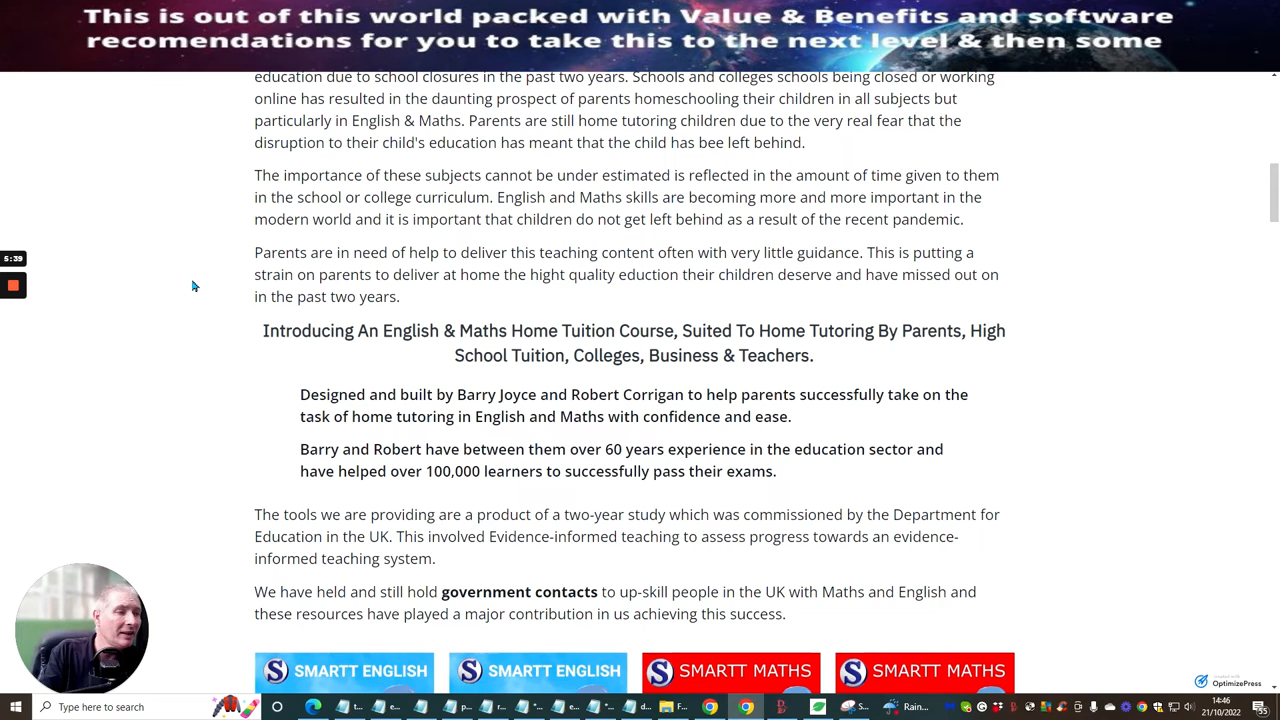 This is out of this world packed with Value & Benefits and software
recomendations for you to take this to the next level & then some
education due to school closures in the past two years. Schools and colleges schools being closed or working
online has resulted in the daunting prospect of parents homeschooling their children in all subjects but
particularly in English & Maths. Parents are still home tutoring children due to the very real fear that the
disruption to their child's education has meant that the child has bee left behind.
The importance of these subjects cannot be under estimated is reflected in the amount of time given to them
in the school or college curriculum. English and Maths skills are becoming more and more important in the
modern world and it is important that children do not get left behind as a result of the recent pandemic.
Parents are in need of help to deliver this teaching content often with very little guidance. This is putting a
5:39
strain on parents to deliver at home the hight quality eduction their children deserve and have missed out on
in the past two years.
Introducing An English & Maths Home Tuition Course, Suited To Home Tutoring By Parents, High
School Tuition, Colleges, Business & Teachers.
Designed and built by Barry Joyce and Robert Corrigan to help parents successfully take on the
task of home tutoring in English and Maths with confidence and ease.
Barry and Robert have between them over 60 years experience in the education sector and
have helped over 100,000 learners to successfully pass their exams.
The tools we are providing are a product of a two-year study which was commissioned by the Department for
Education in the UK. This involved Evidence-informed teaching to assess progress towards an evidence-
informed teaching system.
We have held and still hold government contacts to up-skill people in the UK with Maths and English and
these resources have played a major contribution in us achieving this success.
S SMARTT ENGLISH
S SMARTT ENGLISH
S SMARTT MATHS
S SMARTT MATHS
OptimizePress
Type here to search
t...
e...
p...
r...
*...
e...
*...
d...
F...
S...
Rain...
14:46
21/10/2022